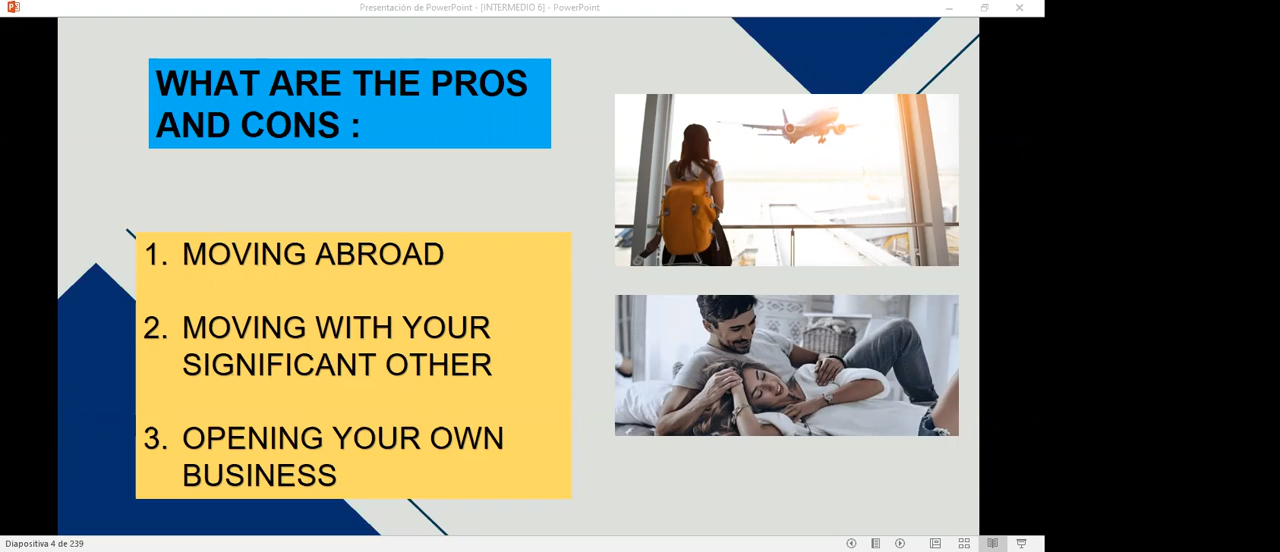 Presentación de PowerPoint - [INTERMEDIO 6] - PowerPoint
WHAT ARE THE PROS
AND CONS :
1. MOVING ABROAD
2. MOVING WITH YOUR
SIGNIFICANT OTHER
3. OPENING YOUR OWN
BUSINESS
Diapositiva 4 de 239